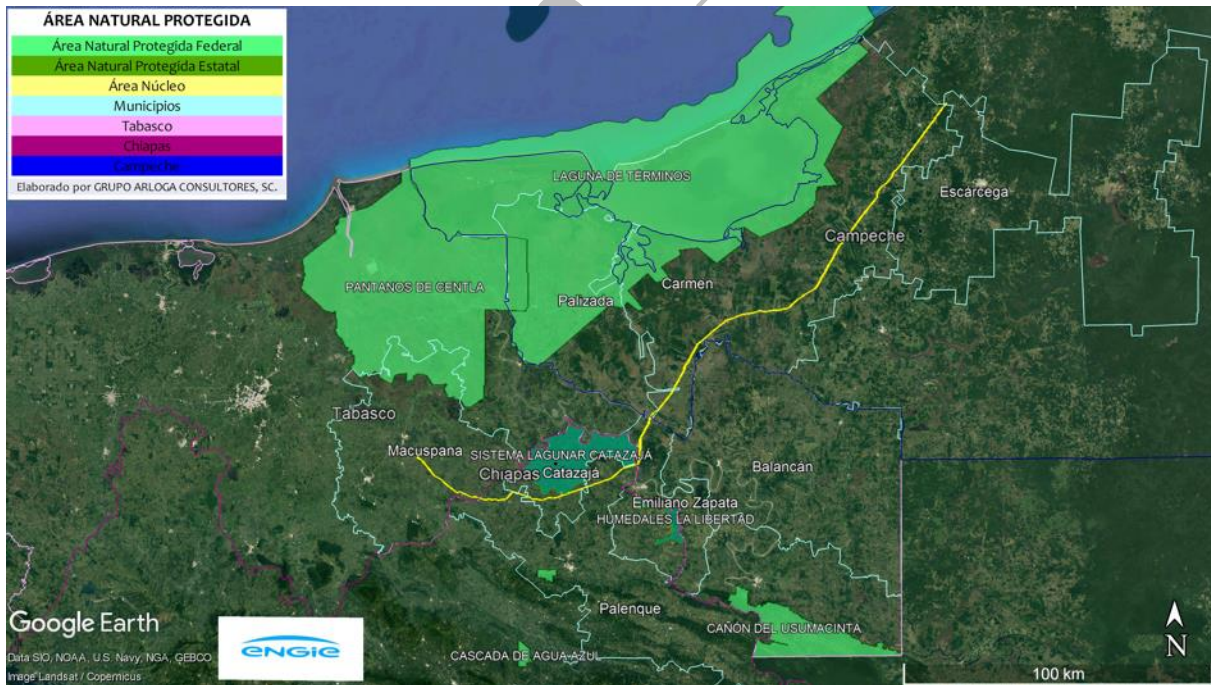 ÁREA NATURAL PROTEGIDA
Área Natural Protegida Federal
Área Natural Protegida Estatal
Área Núcleo
Municipios
Tabasco
Chiapas
Campeche
Elaborado por GRUPO ARLOGA CONSULTORES, SC.
LAGUNA DE TÉRMINOS
Escárcega
Campeche
PANTANOS DE CENTLA
Palizada
Carmen
Tabasco
Macuspana
SISTEMA LAGUNAR CATAZAJÁ
Chiapas
Catazajá
Balancán
Emiliano Zapata
HUMEDALES LA LIBERTAD
Palenque
CAÑÓN DEL USUMACINTA
CASCADA DE AGUA AZUL
Google Earth
Data SIO, NOAA, U.S. Navy, NGA, GEBCO
Image Landsat / Copernicus
ENGIE
N
100 km